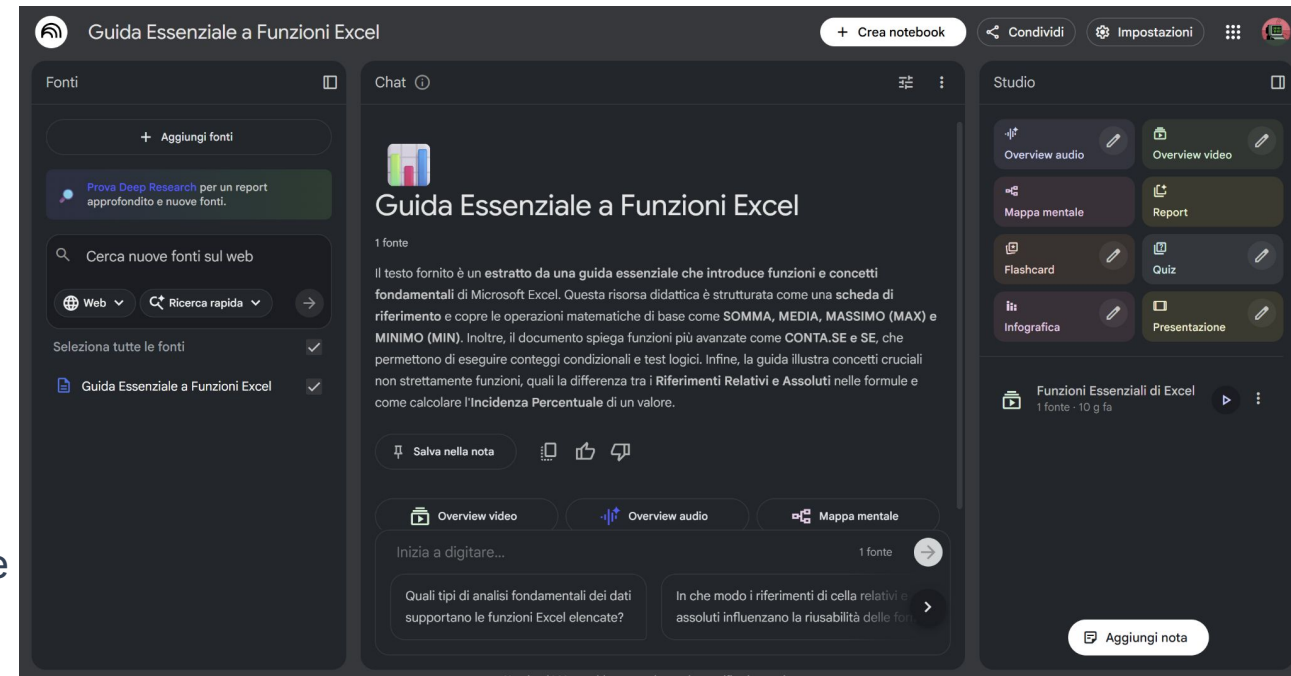 Guida Essenziale a Funzioni Excel
+ Crea notebook
Condividi
Impostazioni
Fonti
+ Aggiungi fonti
Prova Deep Research per un report
approfondito e nuove fonti.
Cerca nuove fonti sul web
Web
Ricerca rapida
Seleziona tutte le fonti
Guida Essenziale a Funzioni Excel
Chat
Guida Essenziale a Funzioni Excel
1 fonte
Il testo fornito è un estratto da una guida essenziale che introduce funzioni e concetti
fondamentali di Microsoft Excel. Questa risorsa didattica è strutturata come una scheda di
riferimento e copre le operazioni matematiche di base come SOMMA, MEDIA, MASSIMO (MAX) e
MINIMO (MIN). Inoltre, il documento spiega funzioni più avanzate come CONTA.SE e SE, che
permettono di eseguire conteggi condizionali e test logici. Infine, la guida illustra concetti cruciali
non strettamente funzioni, quali la differenza tra i Riferimenti Relativi e Assoluti nelle formule e
come calcolare l'Incidenza Percentuale di un valore.
Salva nella nota
Overview video
Overview audio
Mappa mentale
Inizia a digitare...
1 fonte
Quali tipi di analisi fondamentali dei dati
supportano le funzioni Excel elencate?
In che modo i riferimenti di cella relativi e
assoluti influenzano la riusabilità delle
Studio
Overview audio
Overview video
Mappa mentale
Report
Flashcard
Quiz
Infografica
Presentazione
Funzioni Essenziali di Excel
1 fonte · 10 g fa
Aggiungi nota
e